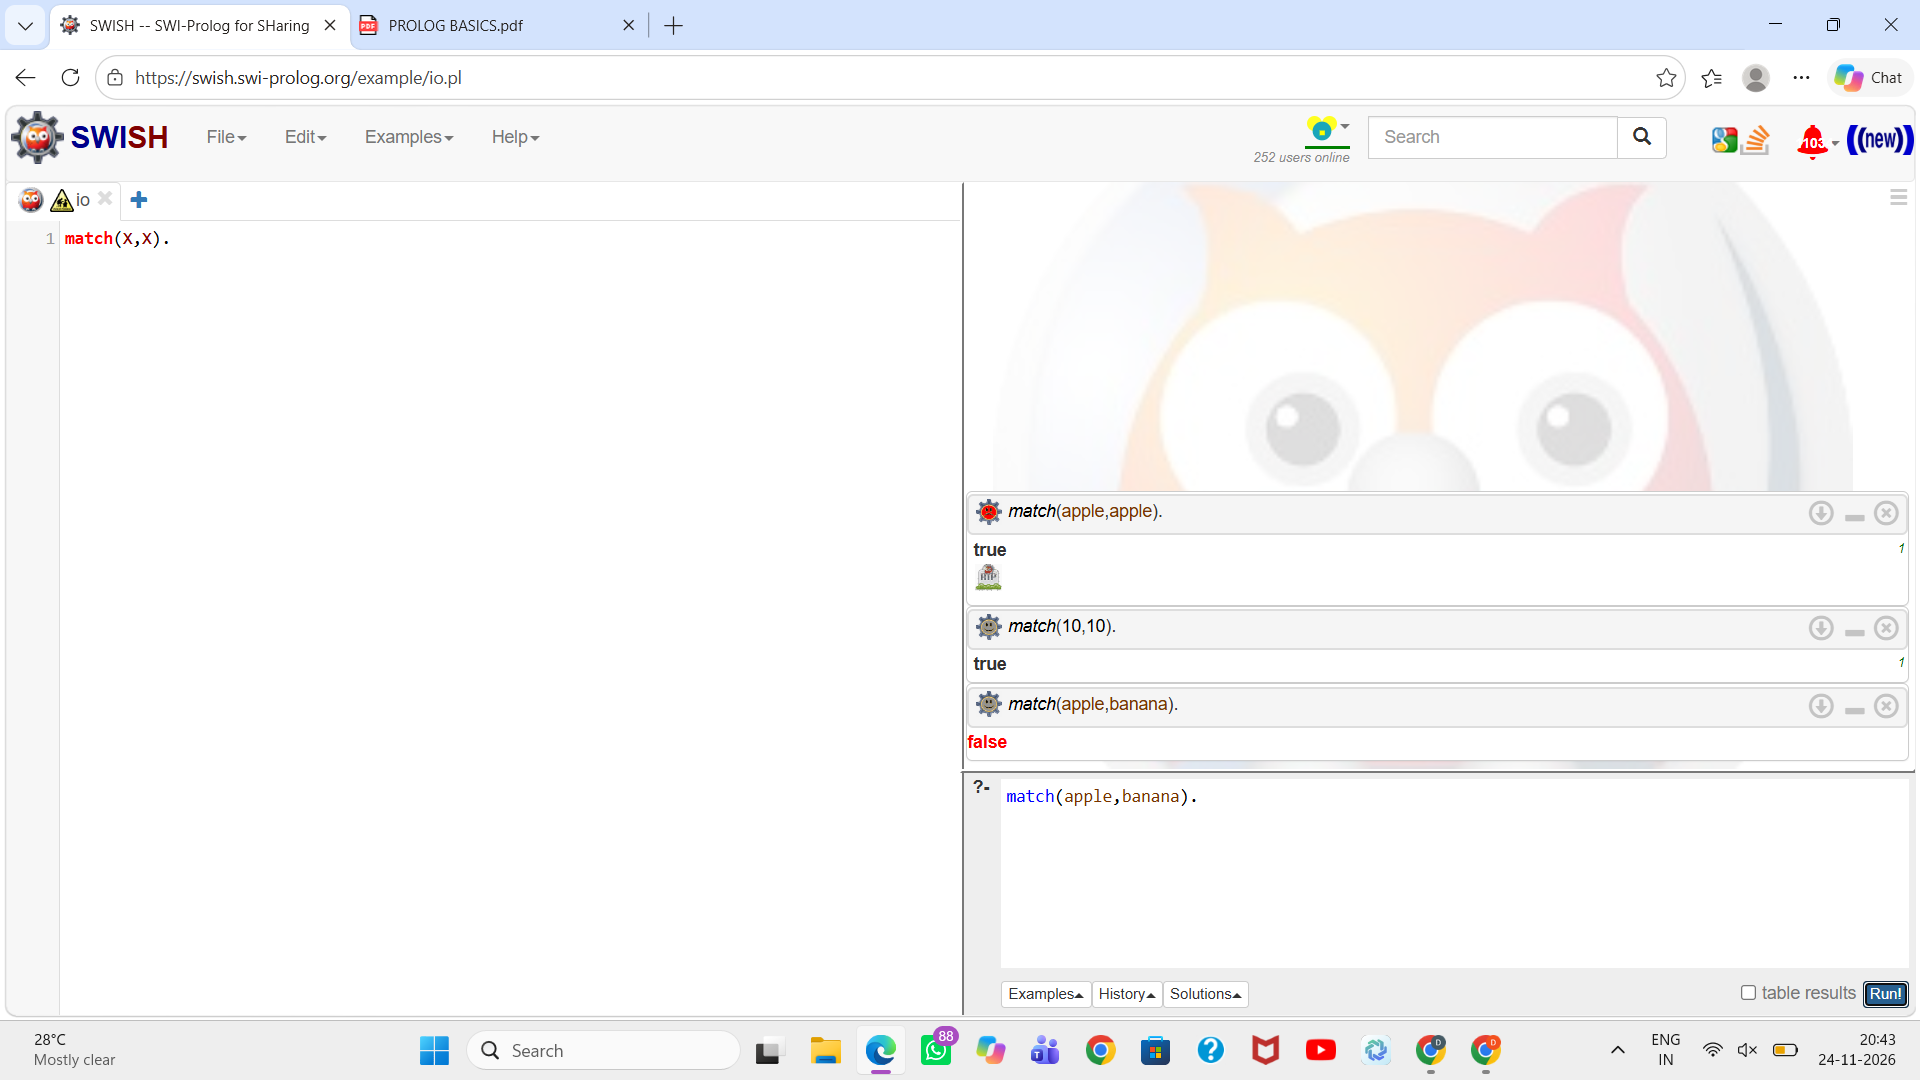 SWISH -- SWI-Prolog for SHaring
PROLOG BASICS.pdf
https://swish.swi-prolog.org/example/io.pl
Chat
SWISH
File
Edit
Examples
Help
252 users online
Search
103
((new))
io
1 match(X,X).
match(apple,apple).
true 1
RIP
match(10,10).
true 1
match(apple,banana).
false
?- match(apple,banana).
Examples
History
Solutions
table results
Run!
28°C
Mostly clear
Search
88
ENG
IN
20:43
24-11-2026